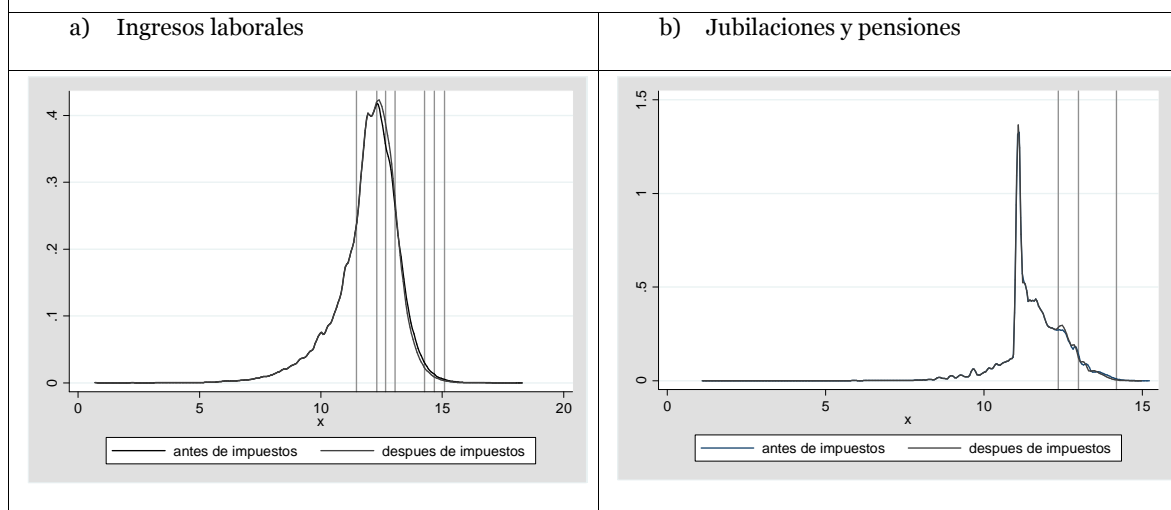 a) Ingresos laborales
b) Jubilaciones y pensiones
.4
.3
.2
.1
0
0 5 10 15 20
x
antes de impuestos despues de impuestos
1.5
1
.5
0
0 5 10 15
x
antes de impuestos despues de impuestos